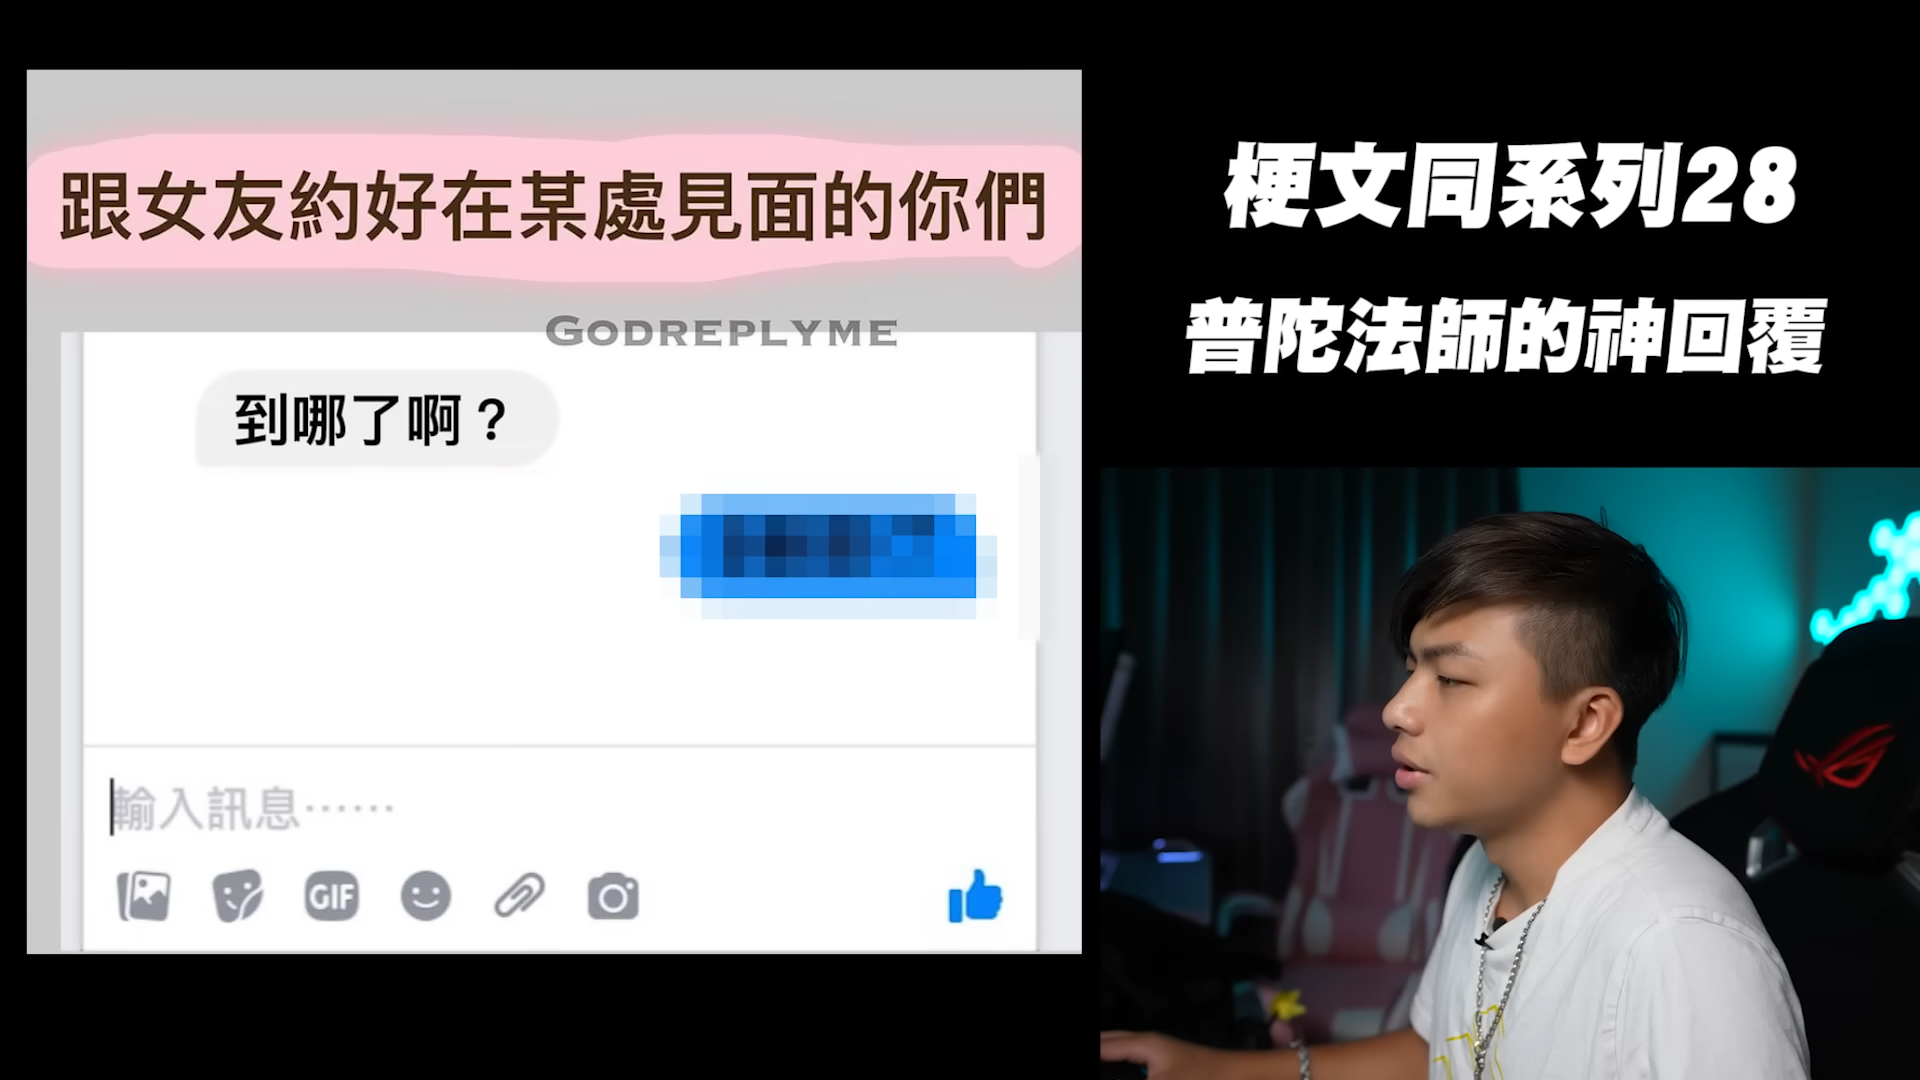 跟女友約好在某處見面的你們
GODREPLYME
到哪了啊？
輸入訊息……
GIF
梗文同系列28
普陀法師的神回覆